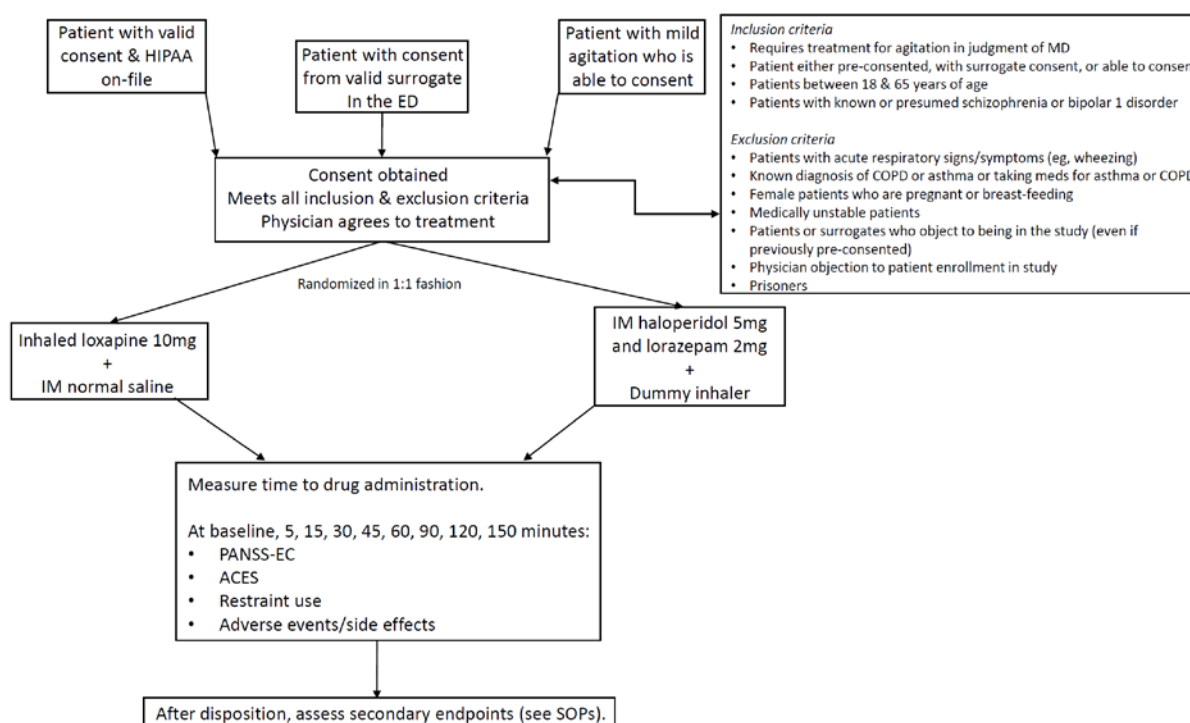 Patient with valid
consent & HIPAA
on-file
Patient with consent
from valid surrogate
In the ED
Patient with mild
agitation who is
able to consent
Inclusion criteria
• Requires treatment for agitation in judgment of MD
• Patient either pre-consented, with surrogate consent, or able to consent
• Patients between 18 & 65 years of age
• Patients with known or presumed schizophrenia or bipolar 1 disorder
Exclusion criteria
• Patients with acute respiratory signs/symptoms (eg, wheezing)
• Known diagnosis of COPD or asthma or taking meds for asthma or COPD
• Female patients who are pregnant or breast-feeding
• Medically unstable patients
• Patients or surrogates who object to being in the study (even if
previously pre-consented)
• Physician objection to patient enrollment in study
• Prisoners
Consent obtained
Meets all inclusion & exclusion criteria
Physician agrees to treatment
Randomized in 1:1 fashion
Inhaled loxapine 10mg
+
IM normal saline
IM haloperidol 5mg
and lorazepam 2mg
+
Dummy inhaler
Measure time to drug administration.
At baseline, 5, 15, 30, 45, 60, 90, 120, 150 minutes:
• PANSS-EC
• ACES
• Restraint use
• Adverse events/side effects
After disposition, assess secondary endpoints (see SOPs).